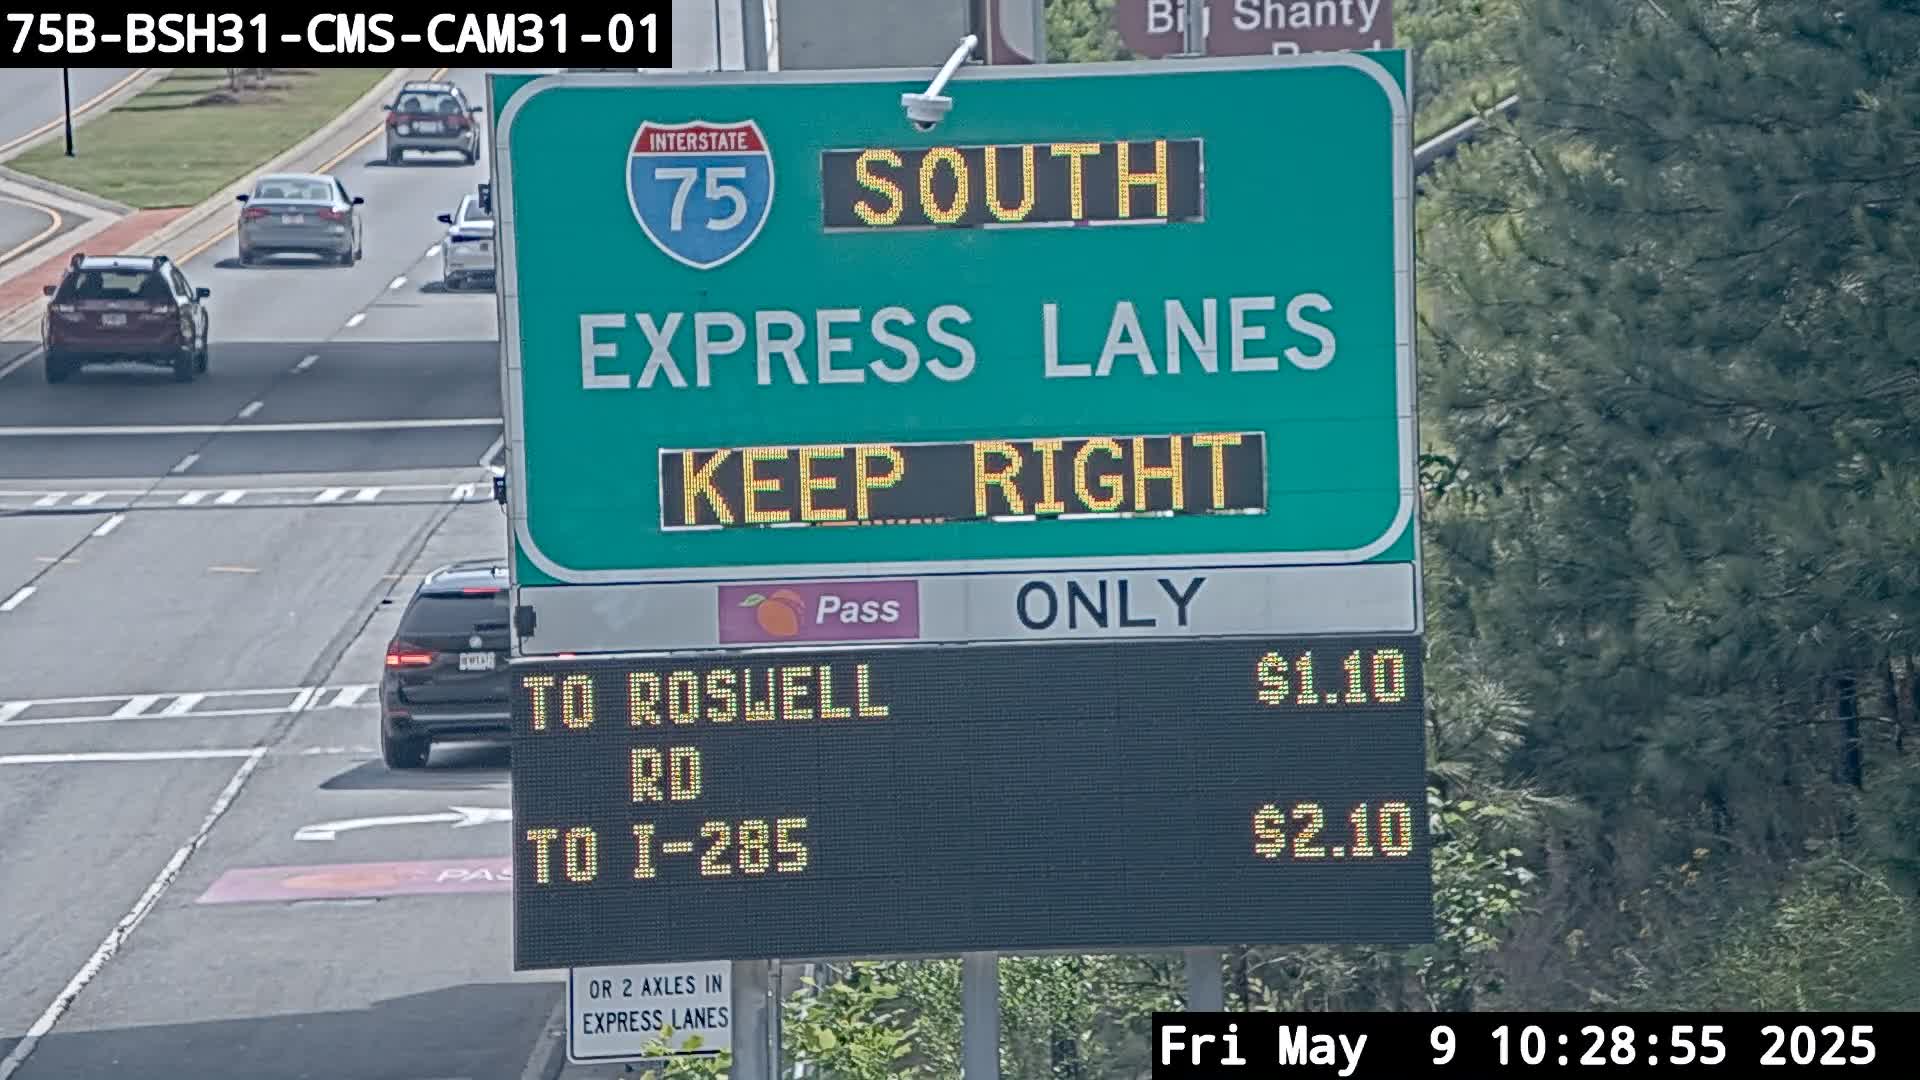 75B-BSH31-CMS-CAM31-01
Big Shanty
Road
INTERSTATE
75
SOUTH
EXPRESS LANES
KEEP RIGHT
Pass ONLY
TO ROSWELL $1.10
RD
TO I-285 $2.10
PAS
OR 2 AXLES IN
EXPRESS LANES
Fri May 9 10:28:55 2025